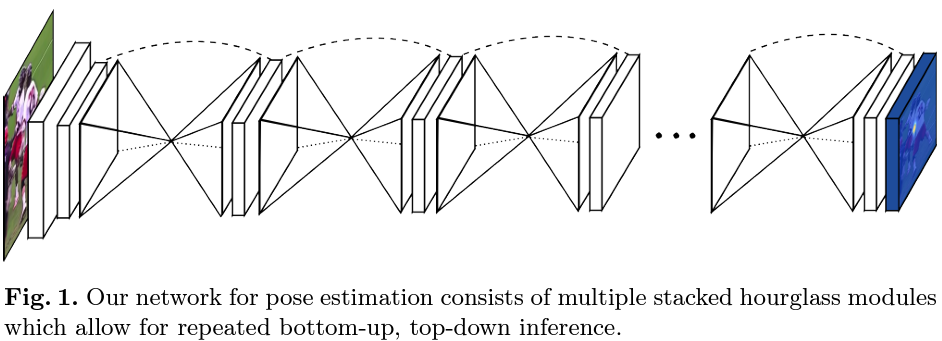 Fig. 1. Our network for pose estimation consists of multiple stacked hourglass modules
which allow for repeated bottom-up, top-down inference.